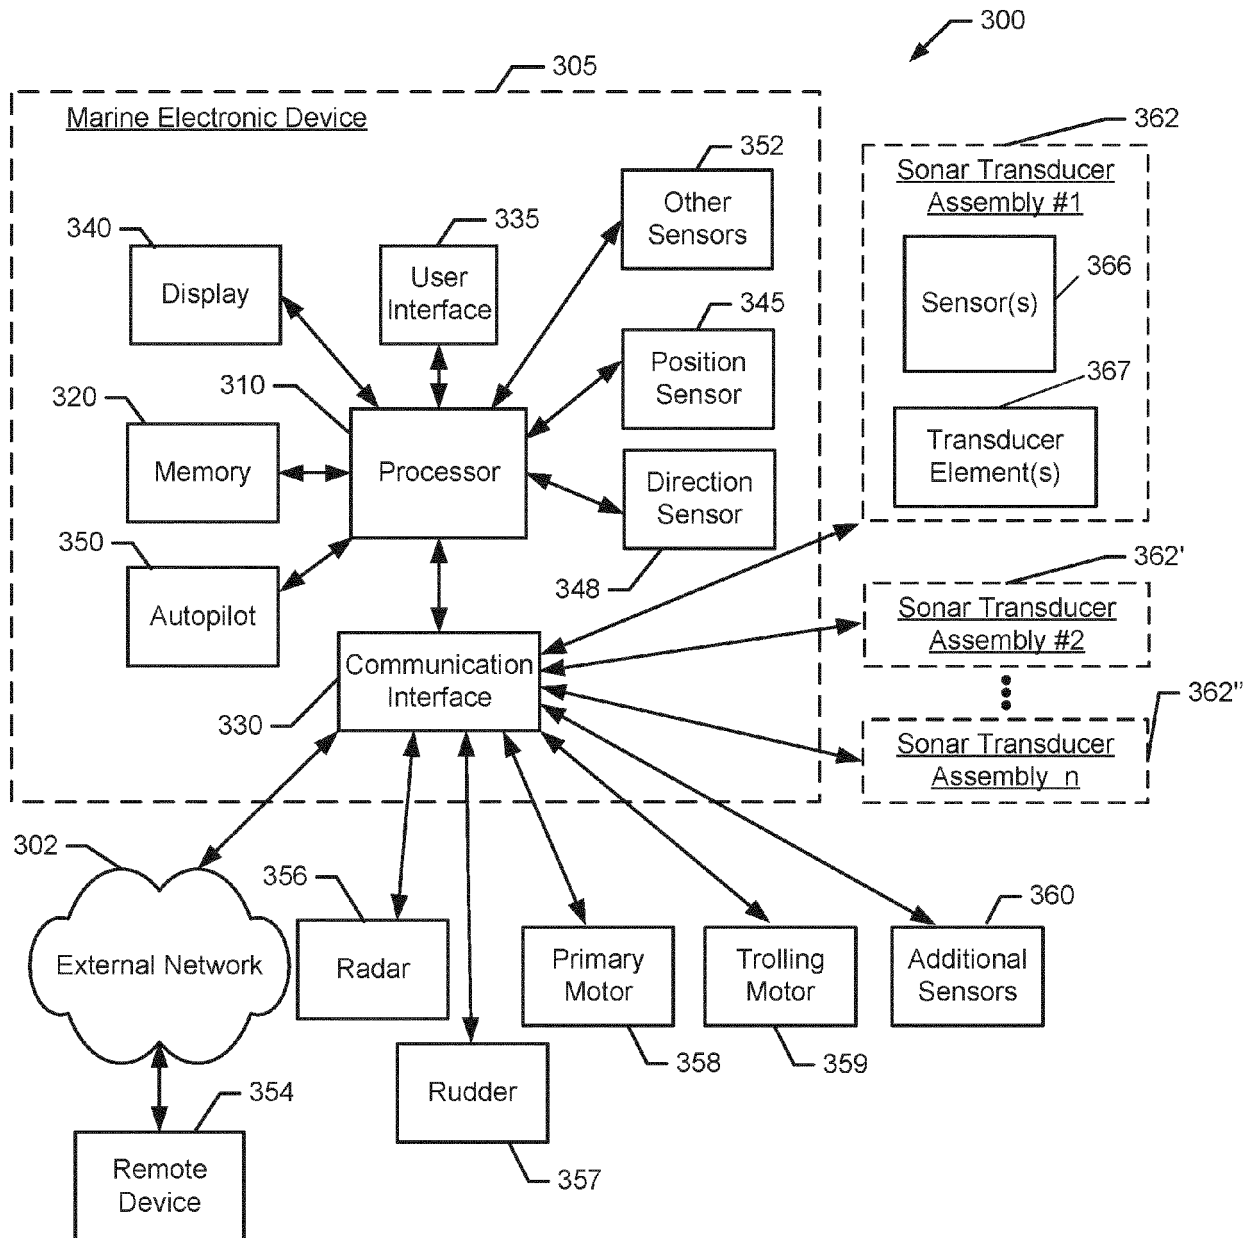 300
305
Marine Electronic Device
362
Sonar Transducer
Assembly #1
352
Other
Sensors
340
Display
335
User
Interface
366
Sensor(s)
345
Position
Sensor
310
Processor
367
Transducer
Element(s)
320
Memory
Direction
Sensor
348
350
Autopilot
362'
Sonar Transducer
Assembly #2
Communication
Interface
330
362"
Sonar Transducer
Assembly n
302
External Network
356
Radar
Primary
Motor
358
Trolling
Motor
359
360
Additional
Sensors
Rudder
357
354
Remote
Device